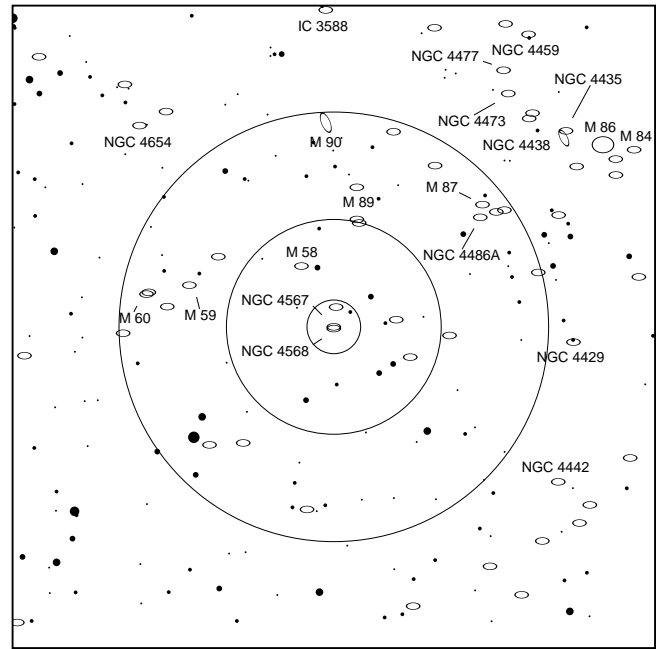 IC 3588
NGC 4459
NGC 4477
NGC 4435
NGC 4473
M 86
M 84
NGC 4654
M 90
NGC 4438
M 87
M 89
NGC 4486A
M 58
NGC 4567
M 60
M 59
NGC 4568
NGC 4429
NGC 4442